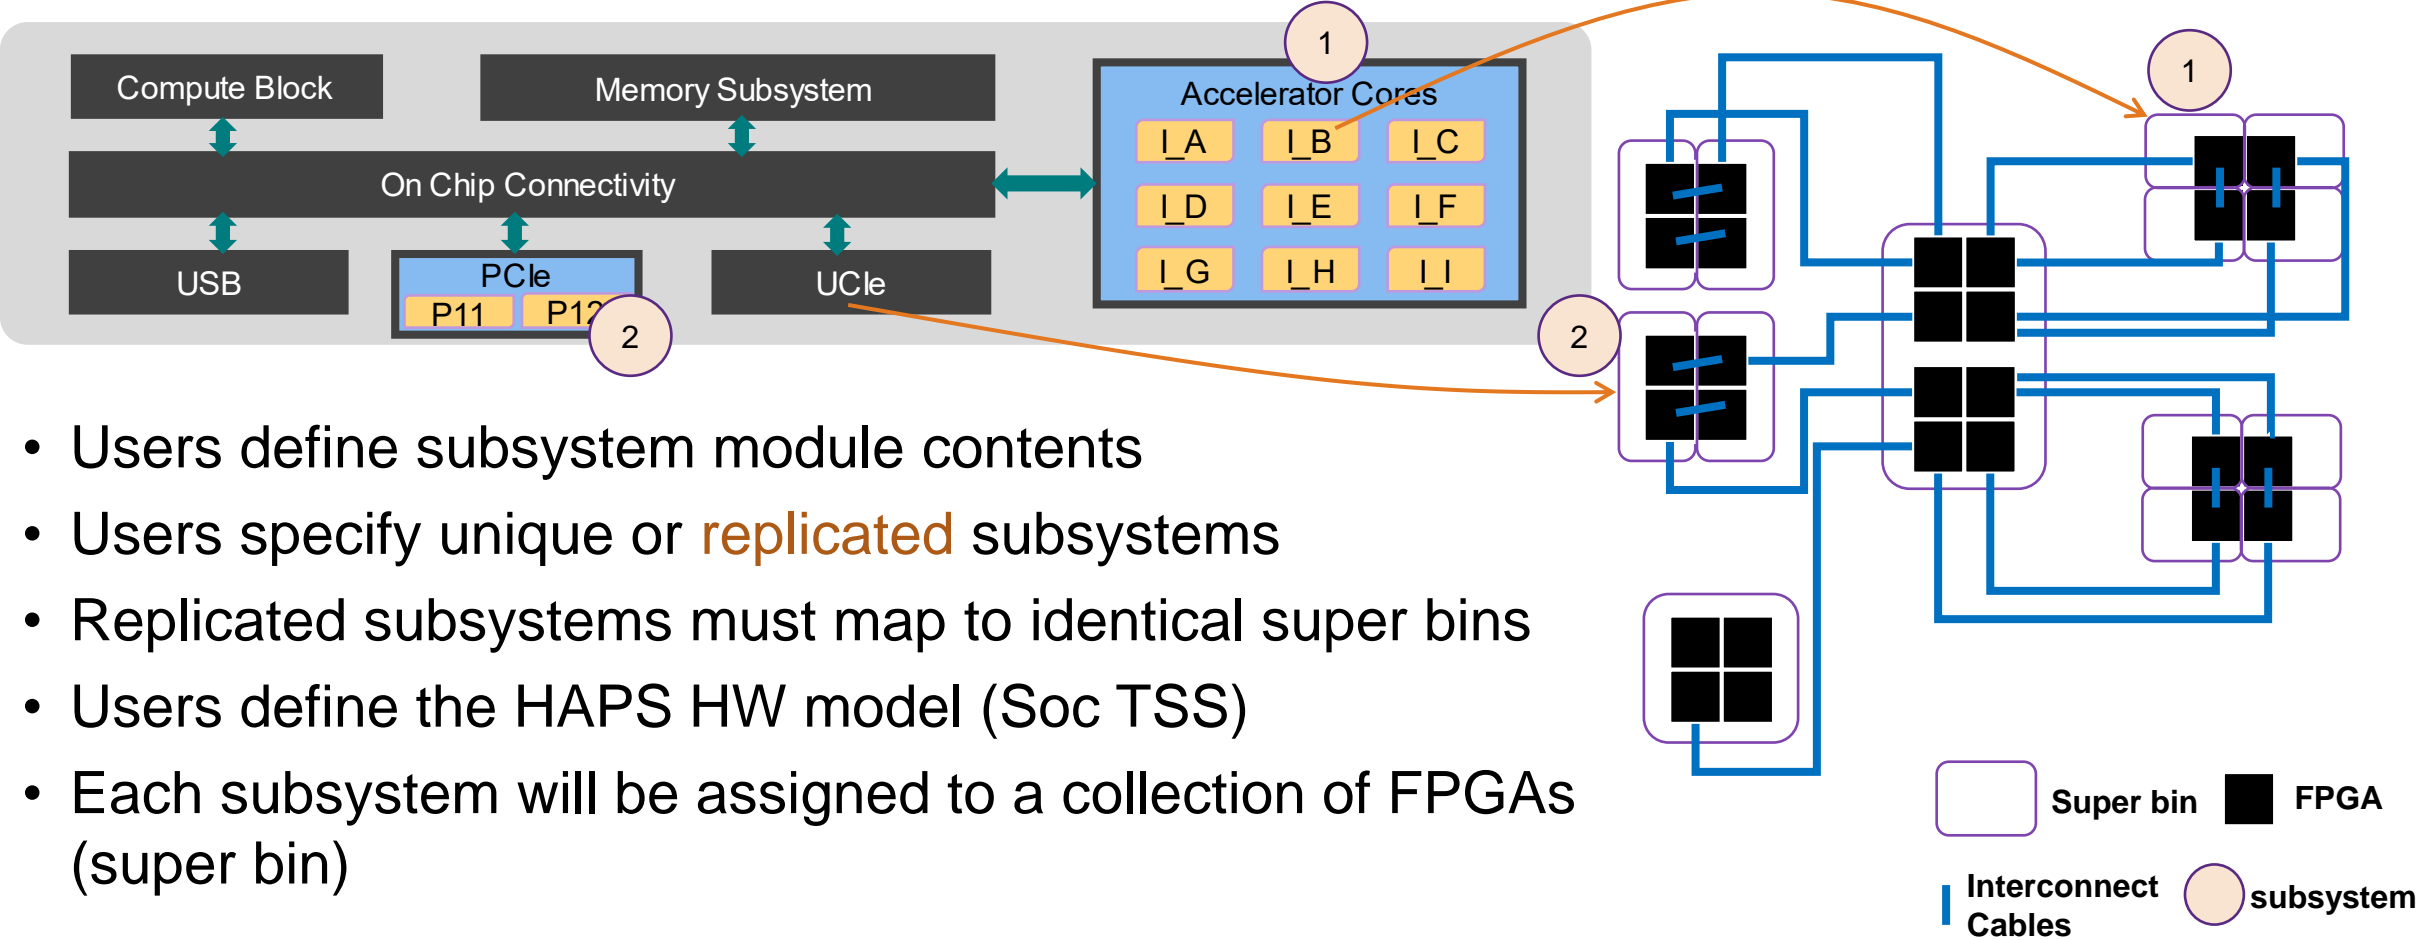 1
Compute Block
Memory Subsystem
Accelerator Cores
I_A
I_B
I_C
On Chip Connectivity
I_D
I_E
I_F
USB
PCIe
P11
P12
2
UCIe
I_G
I_H
I_I
1
2
• Users define subsystem module contents
• Users specify unique or replicated subsystems
• Replicated subsystems must map to identical super bins
• Users define the HAPS HW model (Soc TSS)
• Each subsystem will be assigned to a collection of FPGAs
(super bin)
Super bin
FPGA
Interconnect
Cables
subsystem